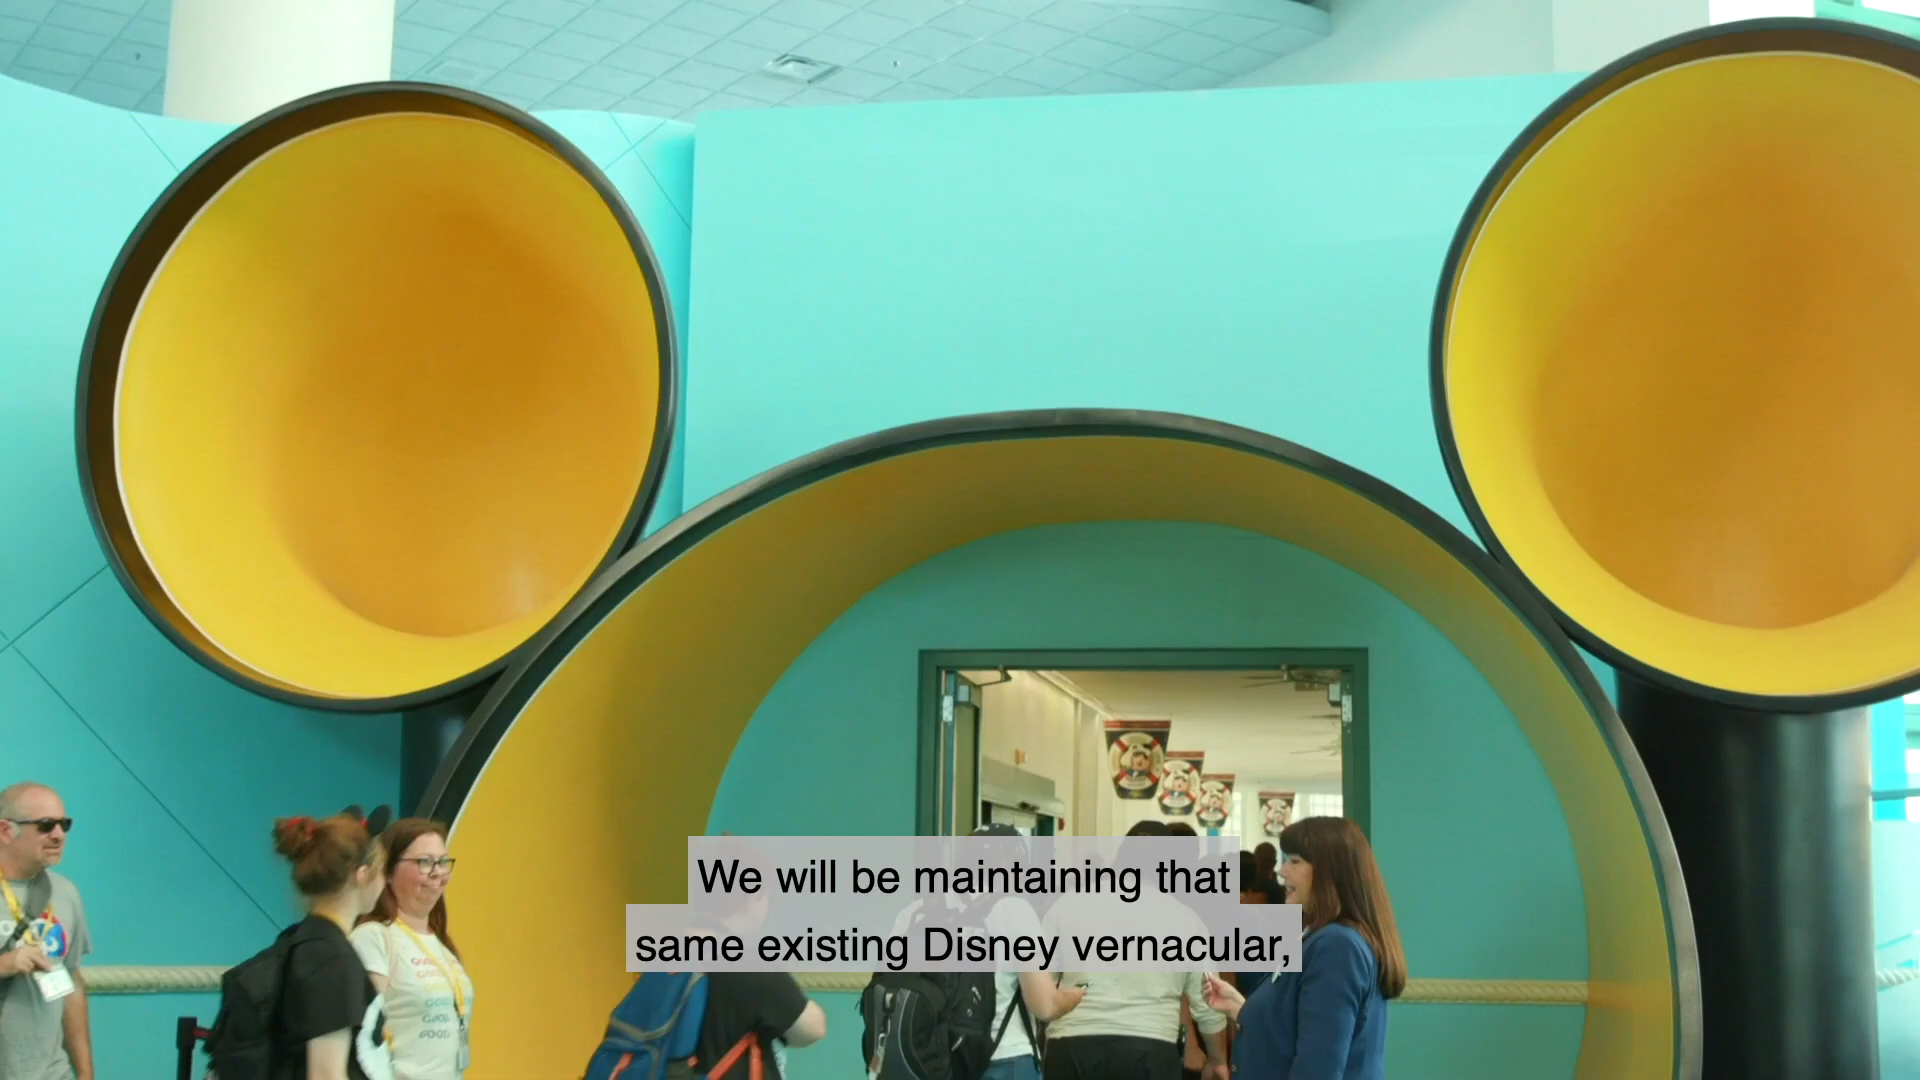 We will be maintaining that
same existing Disney vernacular,